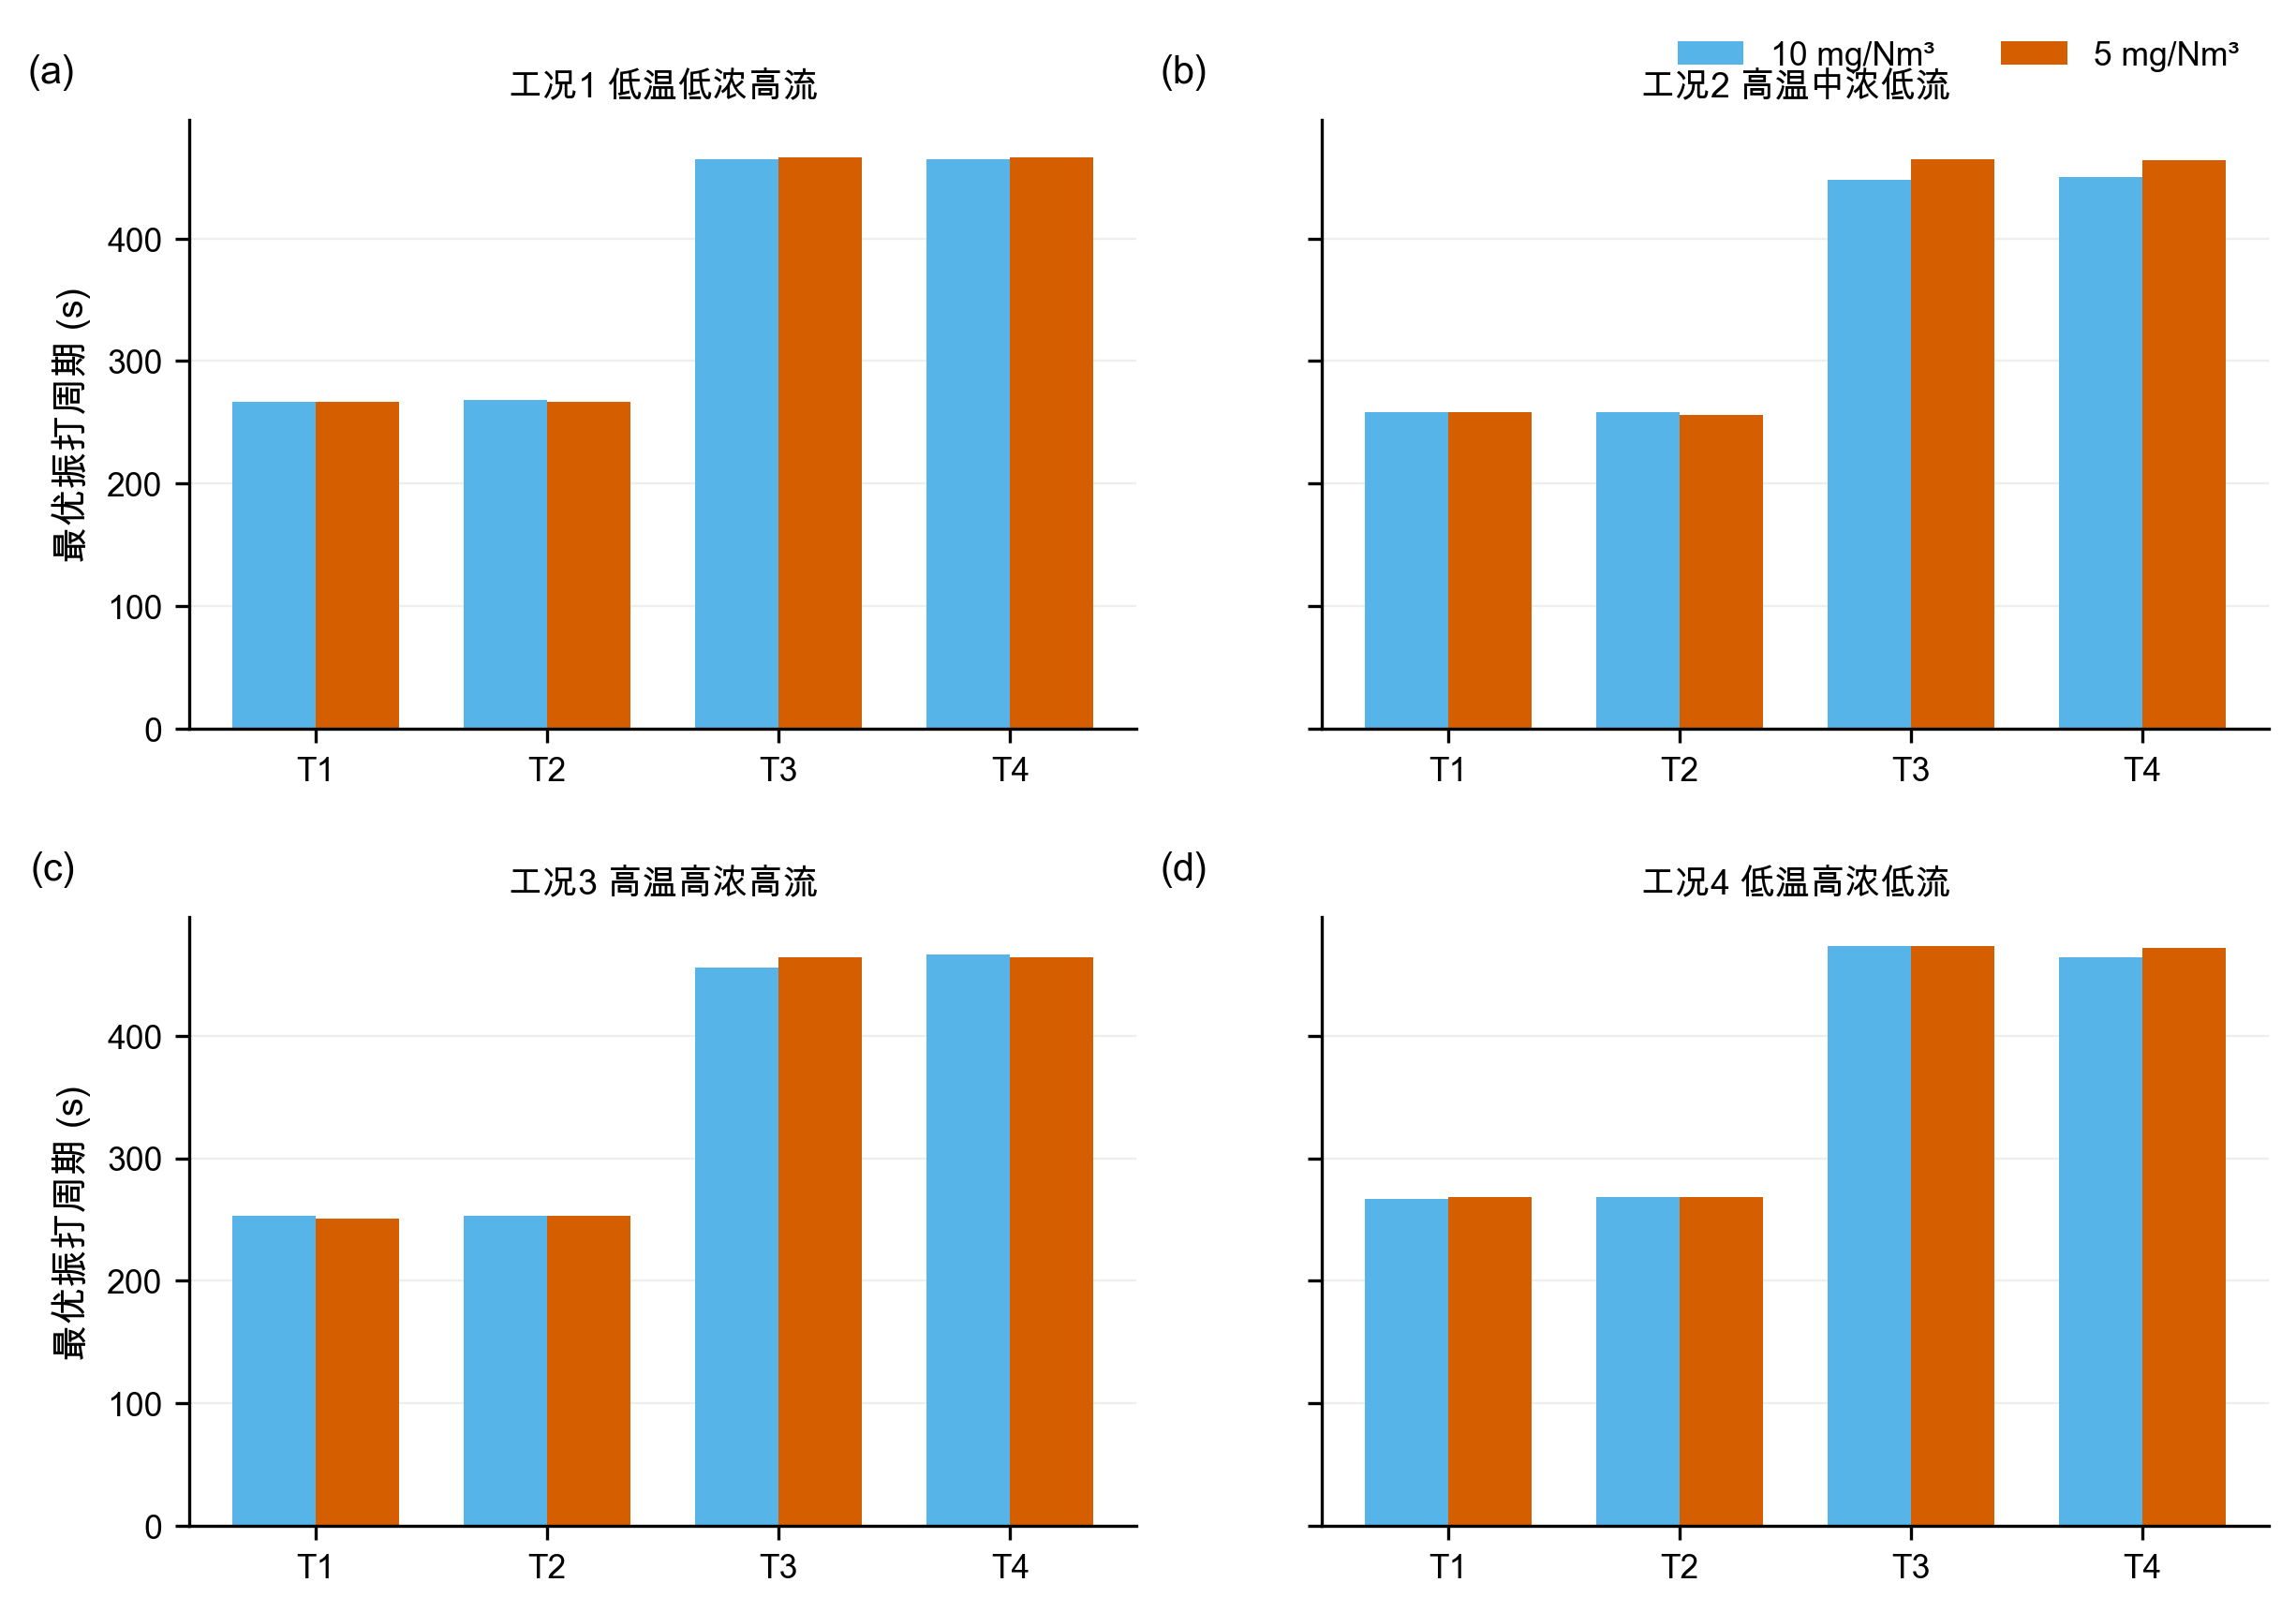 10 mg/Nm³ 5 mg/Nm³
(a) 工况1 低温低浓高流
(b) 工况2 高温中浓低流
最优振打周期 (s)
400
300
200
100
0
T1 T2 T3 T4
T1 T2 T3 T4
(c) 工况3 高温高浓高流
(d) 工况4 低温高浓低流
最优振打周期 (s)
400
300
200
100
0
T1 T2 T3 T4
T1 T2 T3 T4